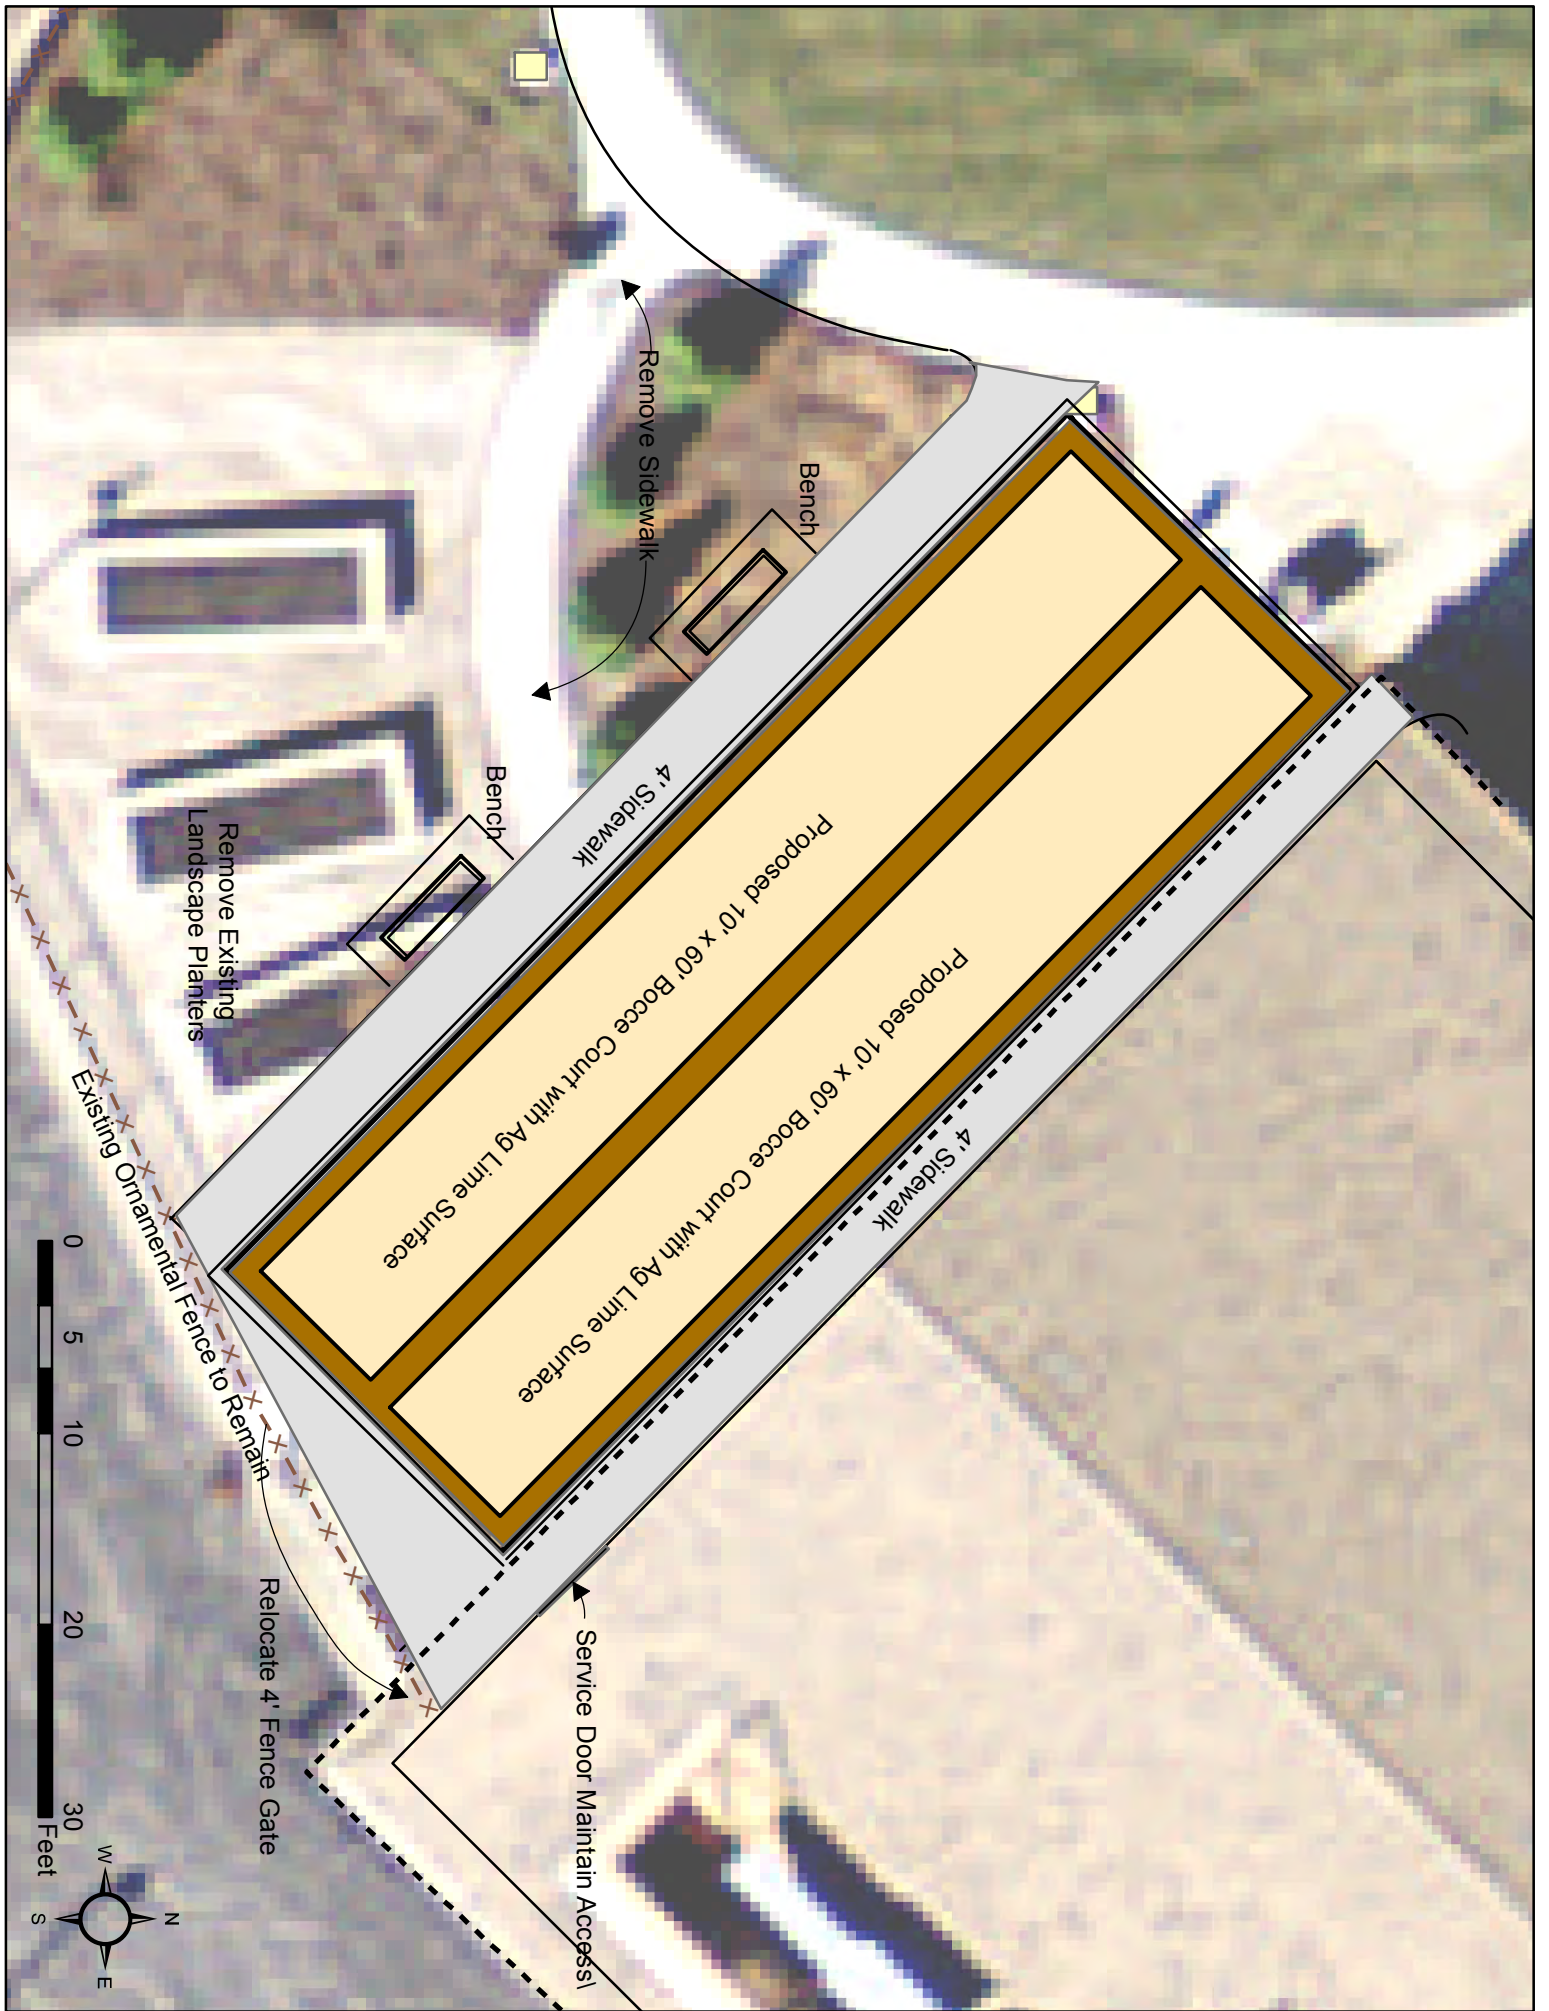 Remove Sidewalk
Bench
Bench
4' Sidewalk
Proposed 10' x 60' Bocce Court with Ag Lime Surface
Proposed 10' x 60' Bocce Court with Ag Lime Surface
4' Sidewalk
Remove Existing
Landscape Planters
Existing Ornamental Fence to Remain
Relocate 4' Fence Gate
Service Door Maintain Access\
0 5 10 20 30
Feet
N
W
E
S